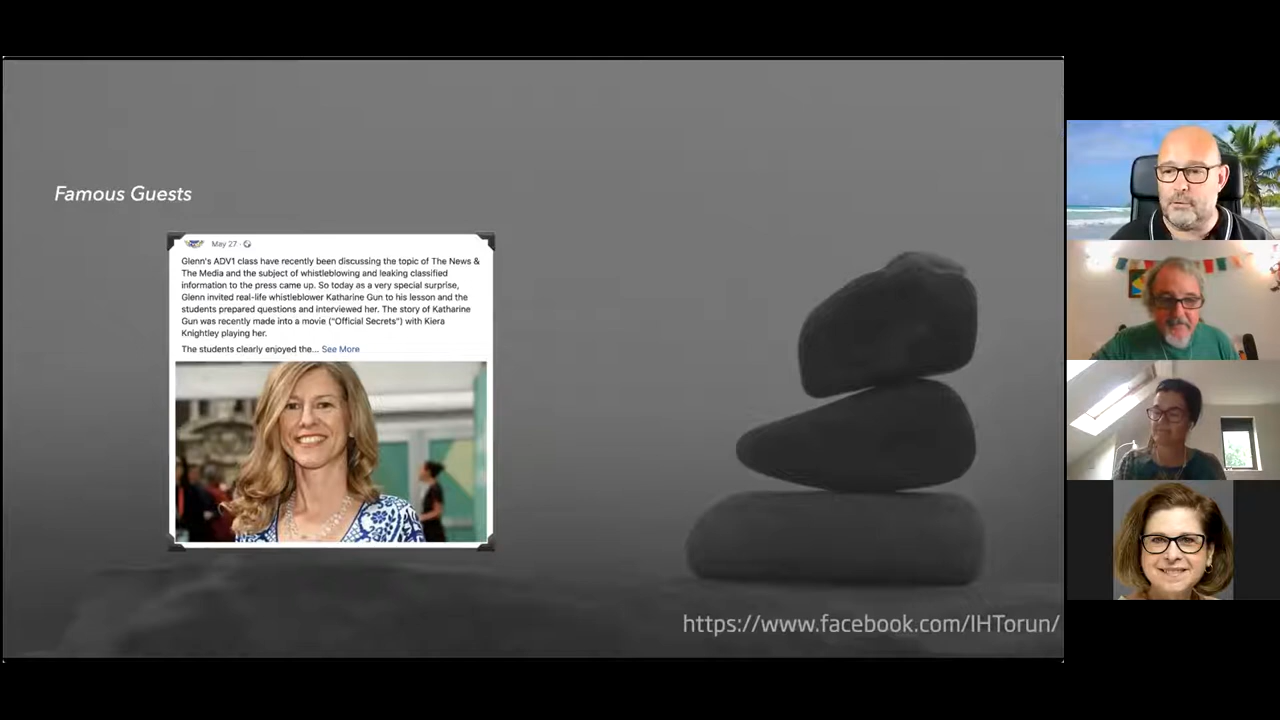 Famous Guests
May 27 ·
Glenn's ADV1 class have recently been discussing the topic of The News &
The Media and the subject of whistleblowing and leaking classified
information to the press came up. So today as a very special surprise,
Glenn invited real-life whistleblower Katharine Gun to his lesson and the
students prepared questions and interviewed her. The story of Katharine
Gun was recently made into a movie ("Official Secrets") with Kiera
Knightley playing her.
The students clearly enjoyed the... See More
https://www.facebook.com/IHTorun/